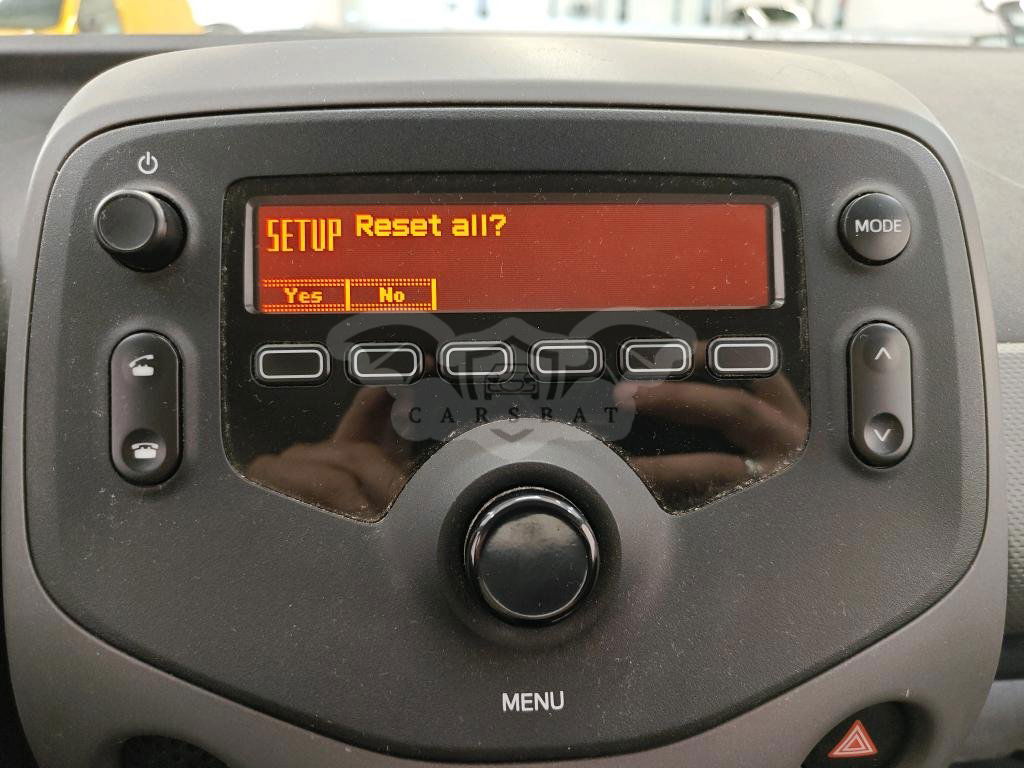 SETUP Reset all?
Yes No
MODE
CARSBAT
MENU